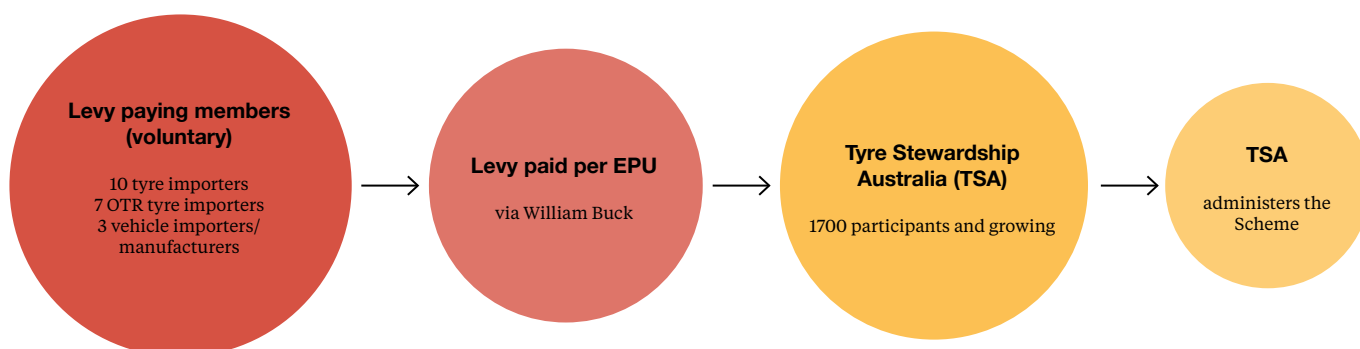 Levy paying members
(voluntary)
10 tyre importers
7 OTR tyre importers
3 vehicle importers/
manufacturers
Levy paid per EPU
via William Buck
Tyre Stewardship
Australia (TSA)
1700 participants and growing
TSA
administers the
Scheme